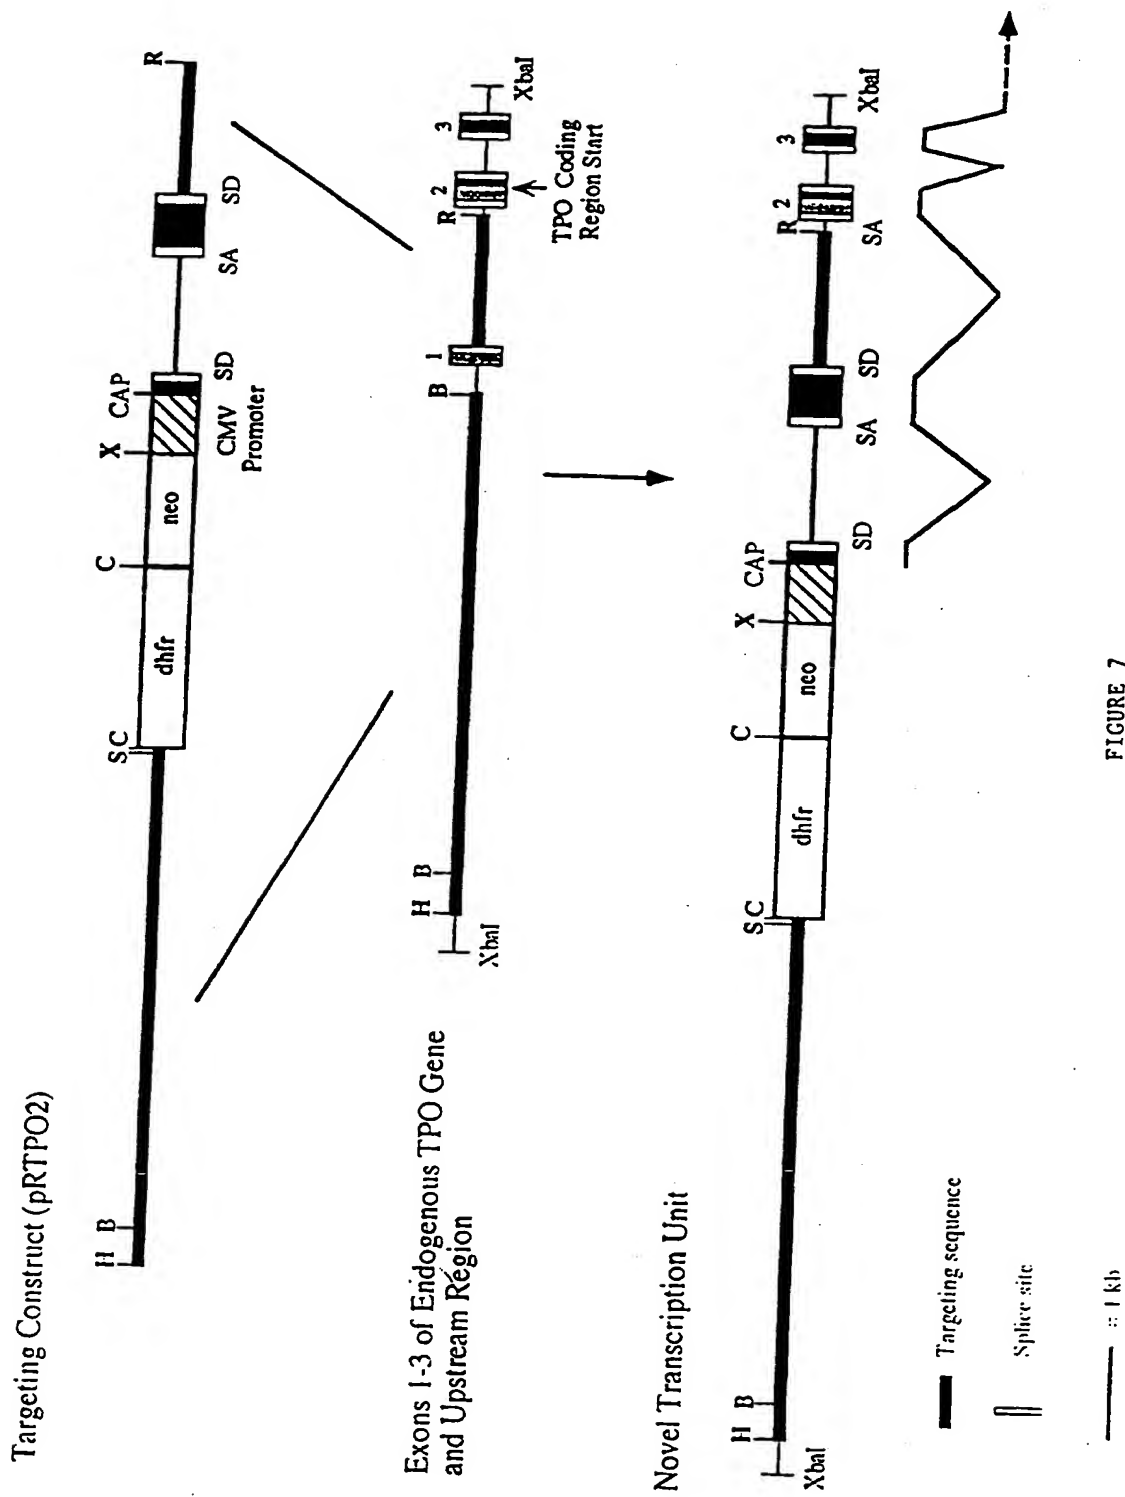 Targeting Construct (pRTPO2)
H B S C C X CAP R
dhfr neo
CMV
Promoter
SD SA SD
Exons 1-3 of Endogenous TPO Gene
and Upstream Region
H B B 1 R 2 3
XbaI XbaI
TPO Coding
Region Start
Novel Transcription Unit
H B S C C X CAP R 2 3
dhfr neo
XbaI SD SA SD SA XbaI
Targeting sequence
Splice site
= 1 kb
FIGURE 7